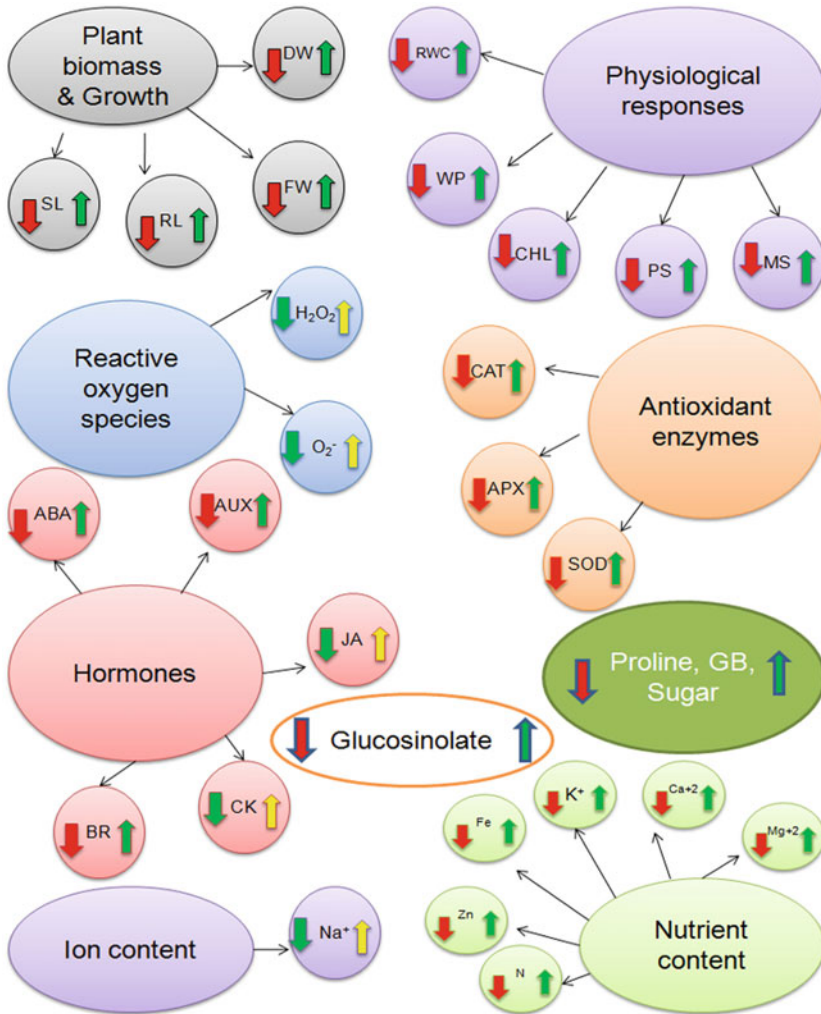 Plant
biomass
& Growth
DW
SL
RL
FW
Physiological
responses
RWC
WP
CHL
PS
MS
Reactive
oxygen
species
H₂O₂
O₂⁻
Antioxidant
enzymes
CAT
APX
SOD
Hormones
ABA
AUX
JA
BR
CK
Proline, GB,
Sugar
Glucosinolate
Ion content
Na⁺
Nutrient
content
Fe
K⁺
Ca+2
Mg+2
Zn
N